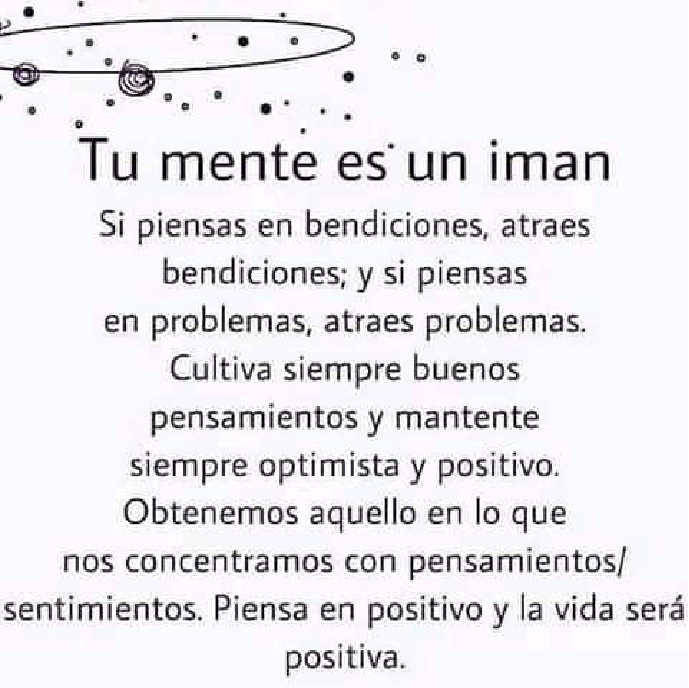 Tu mente es un iman
Si piensas en bendiciones, atraes
bendiciones; y si piensas
en problemas, atraes problemas.
Cultiva siempre buenos
pensamientos y mantente
siempre optimista y positivo.
Obtenemos aquello en lo que
nos concentramos con pensamientos/
sentimientos. Piensa en positivo y la vida será
positiva.